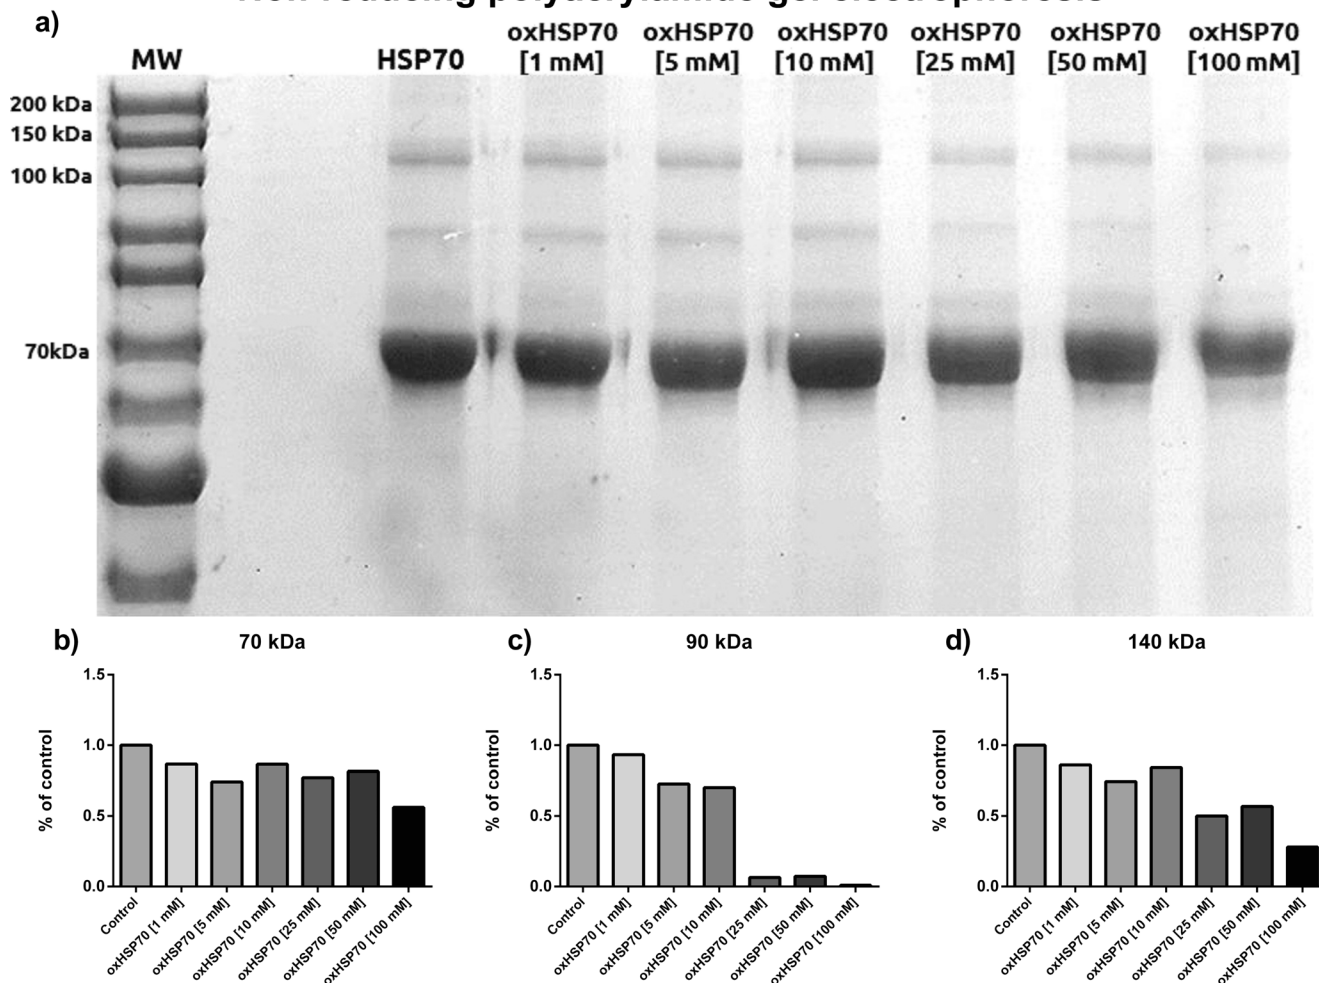 Non-reducing polyacrylamide gel electrophoresis
a)
MW
HSP70
oxHSP70
[1 mM]
oxHSP70
[5 mM]
oxHSP70
[10 mM]
oxHSP70
[25 mM]
oxHSP70
[50 mM]
oxHSP70
[100 mM]
200 kDa
150 kDa
100 kDa
70kDa
b)
70 kDa
% of control
1.5
1.0
0.5
0.0
Control
oxHSP70 [1 mM]
oxHSP70 [5 mM]
oxHSP70 [10 mM]
oxHSP70 [25 mM]
oxHSP70 [50 mM]
oxHSP70 [100 mM]
c)
90 kDa
% of control
1.5
1.0
0.5
0.0
Control
oxHSP70 [1 mM]
oxHSP70 [5 mM]
oxHSP70 [10 mM]
oxHSP70 [25 mM]
oxHSP70 [50 mM]
oxHSP70 [100 mM]
d)
140 kDa
% of control
1.5
1.0
0.5
0.0
Control
oxHSP70 [1 mM]
oxHSP70 [5 mM]
oxHSP70 [10 mM]
oxHSP70 [25 mM]
oxHSP70 [50 mM]
oxHSP70 [100 mM]